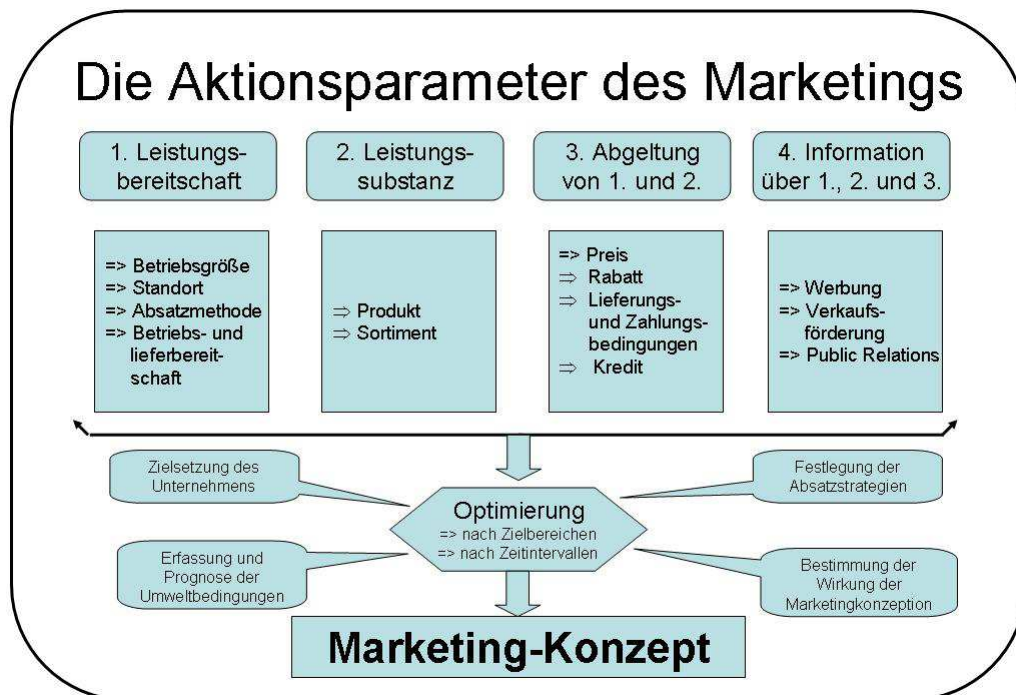 Die Aktionsparameter des Marketings
1. Leistungs-
bereitschaft
2. Leistungs-
substanz
3. Abgeltung
von 1. und 2.
4. Information
über 1., 2. und 3.
=> Betriebsgröße
=> Standort
=> Absatzmethode
=> Betriebs- und
lieferbereit-
schaft
⇒ Produkt
⇒ Sortiment
=> Preis
⇒ Rabatt
⇒ Lieferungs-
und Zahlungs-
bedingungen
⇒ Kredit
=> Werbung
=> Verkaufs-
förderung
=> Public Relations
Zielsetzung des
Unternehmens
Festlegung der
Absatzstrategien
Optimierung
=> nach Zielbereichen
=> nach Zeitintervallen
Erfassung und
Prognose der
Umweltbedingungen
Bestimmung der
Wirkung der
Marketingkonzeption
Marketing-Konzept